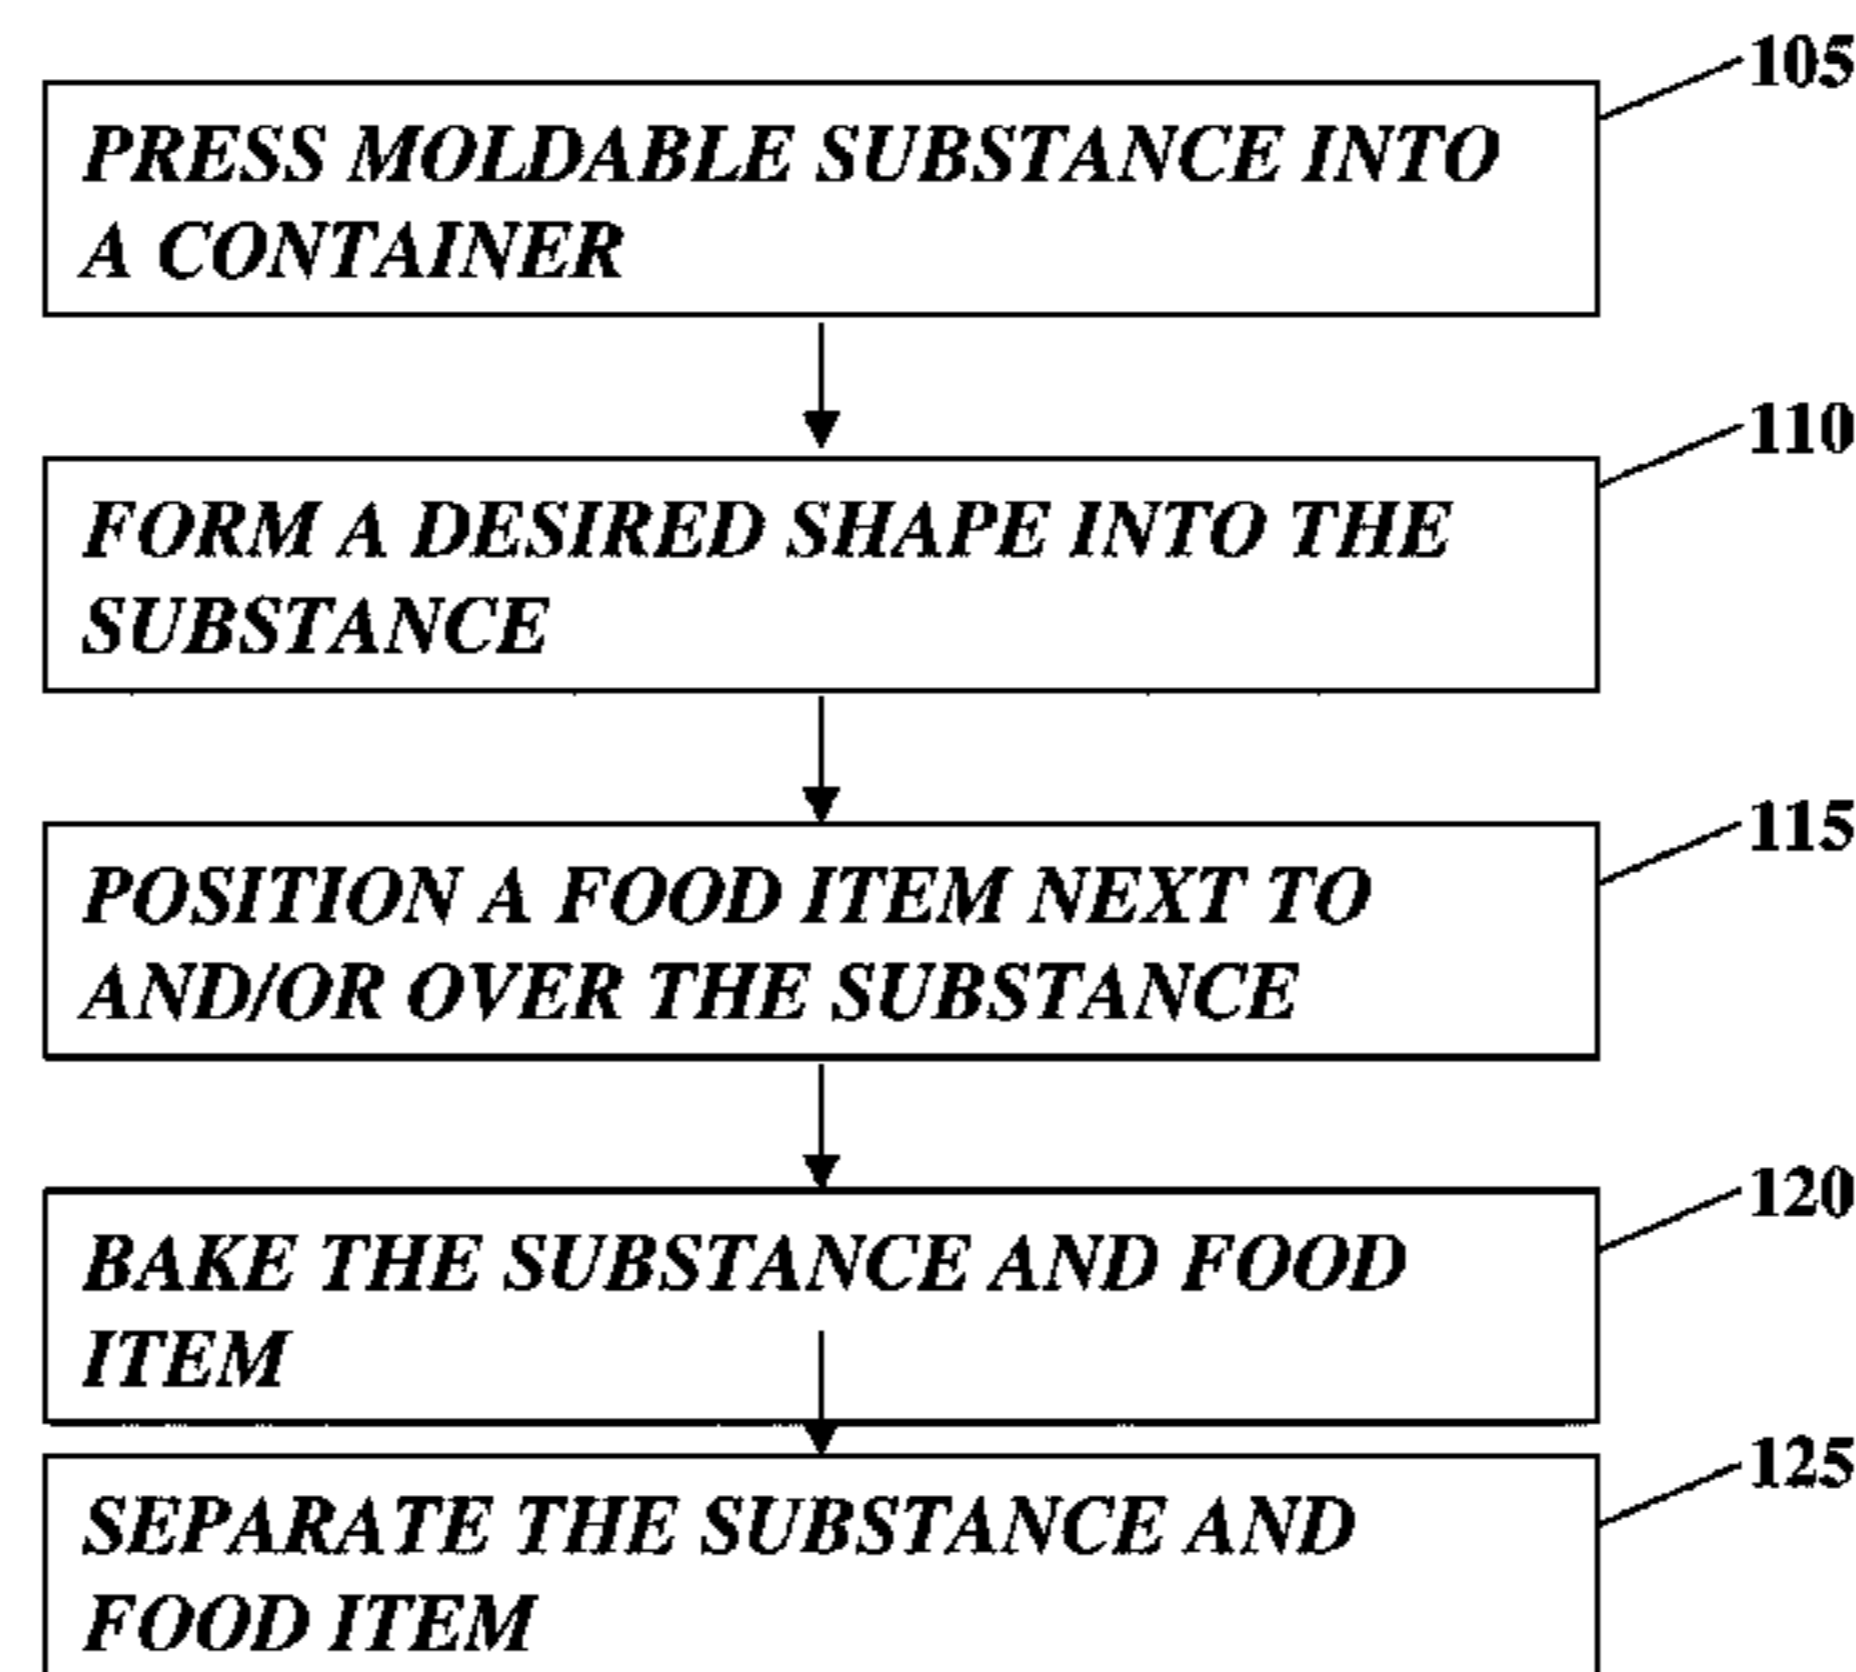 105
PRESS MOLDABLE SUBSTANCE INTO
A CONTAINER
110
FORM A DESIRED SHAPE INTO THE
SUBSTANCE
115
POSITION A FOOD ITEM NEXT TO
AND/OR OVER THE SUBSTANCE
120
BAKE THE SUBSTANCE AND FOOD
ITEM
125
SEPARATE THE SUBSTANCE AND
FOOD ITEM